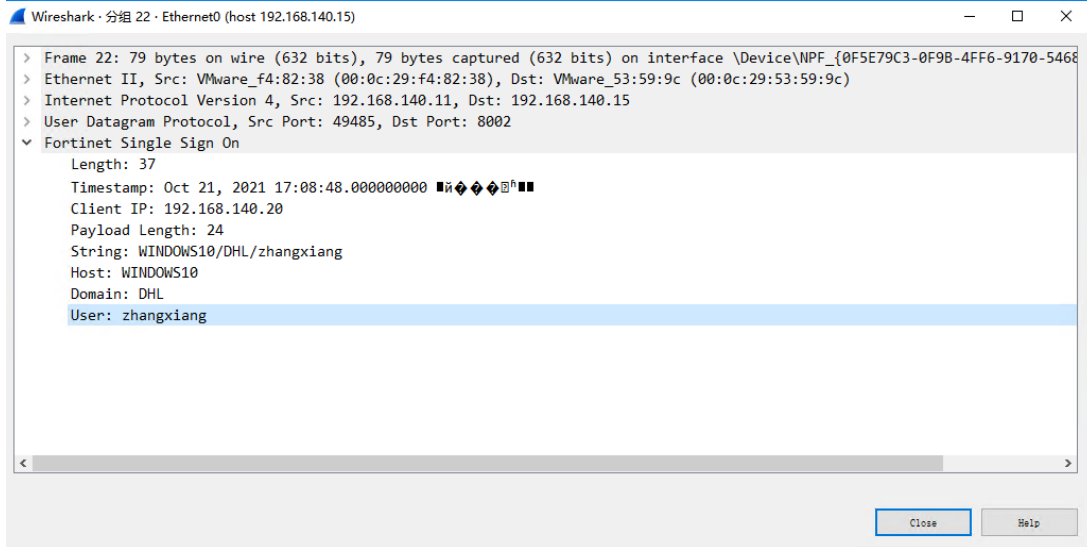 Wireshark · 分组 22 · Ethernet0 (host 192.168.140.15)
Frame 22: 79 bytes on wire (632 bits), 79 bytes captured (632 bits) on interface \Device\NPF_{0F5E79C3-0F9B-4FF6-9170-5468
Ethernet II, Src: VMware_f4:82:38 (00:0c:29:f4:82:38), Dst: VMware_53:59:9c (00:0c:29:53:59:9c)
Internet Protocol Version 4, Src: 192.168.140.11, Dst: 192.168.140.15
User Datagram Protocol, Src Port: 49485, Dst Port: 8002
Fortinet Single Sign On
Length: 37
Timestamp: Oct 21, 2021 17:08:48.000000000
Client IP: 192.168.140.20
Payload Length: 24
String: WINDOWS10/DHL/zhangxiang
Host: WINDOWS10
Domain: DHL
User: zhangxiang
Close
Help